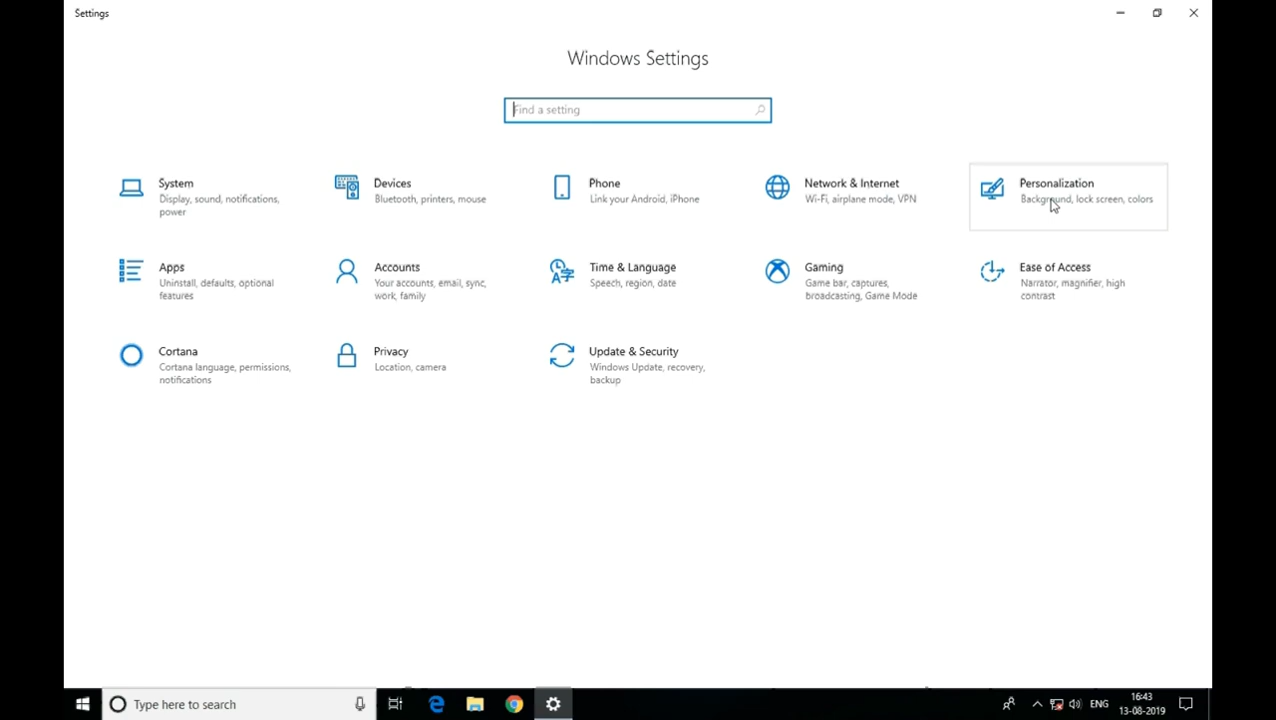 Settings
Windows Settings
Find a setting
System
Display, sound, notifications,
power
Devices
Bluetooth, printers, mouse
Phone
Link your Android, iPhone
Network & Internet
Wi-Fi, airplane mode, VPN
Personalization
Background, lock screen, colors
Apps
Uninstall, defaults, optional
features
Accounts
Your accounts, email, sync,
work, family
Time & Language
Speech, region, date
Gaming
Game bar, captures,
broadcasting, Game Mode
Ease of Access
Narrator, magnifier, high
contrast
Cortana
Cortana language, permissions,
notifications
Privacy
Location, camera
Update & Security
Windows Update, recovery,
backup
Type here to search
ENG
16:43
13-08-2019